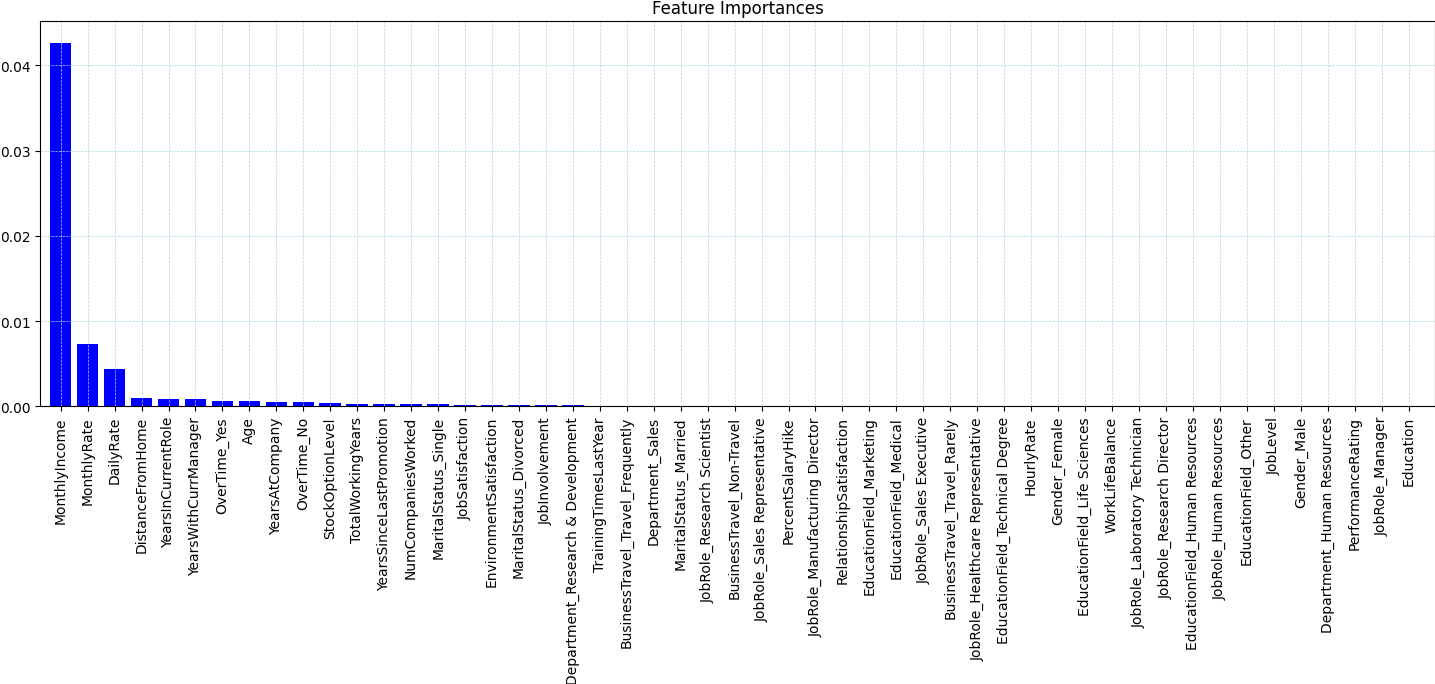 Feature Importances
0.04
0.03
0.02
0.01
0.00
MonthlyIncome
MonthlyRate
DailyRate
DistanceFromHome
YearsInCurrentRole
YearsWithCurrManager
OverTime_Yes
Age
YearsAtCompany
OverTime_No
StockOptionLevel
TotalWorkingYears
YearsSinceLastPromotion
NumCompaniesWorked
MaritalStatus_Single
JobSatisfaction
EnvironmentSatisfaction
MaritalStatus_Divorced
JobInvolvement
Department_Research & Development
TrainingTimesLastYear
BusinessTravel_Travel_Frequently
Department_Sales
MaritalStatus_Married
JobRole_Research Scientist
BusinessTravel_Non-Travel
JobRole_Sales Representative
PercentSalaryHike
JobRole_Manufacturing Director
RelationshipSatisfaction
EducationField_Marketing
EducationField_Medical
JobRole_Sales Executive
BusinessTravel_Travel_Rarely
JobRole_Healthcare Representative
EducationField_Technical Degree
HourlyRate
Gender_Female
EducationField_Life Sciences
WorkLifeBalance
JobRole_Laboratory Technician
JobRole_Research Director
EducationField_Human Resources
JobRole_Human Resources
EducationField_Other
JobLevel
Gender_Male
Department_Human Resources
PerformanceRating
JobRole_Manager
Education